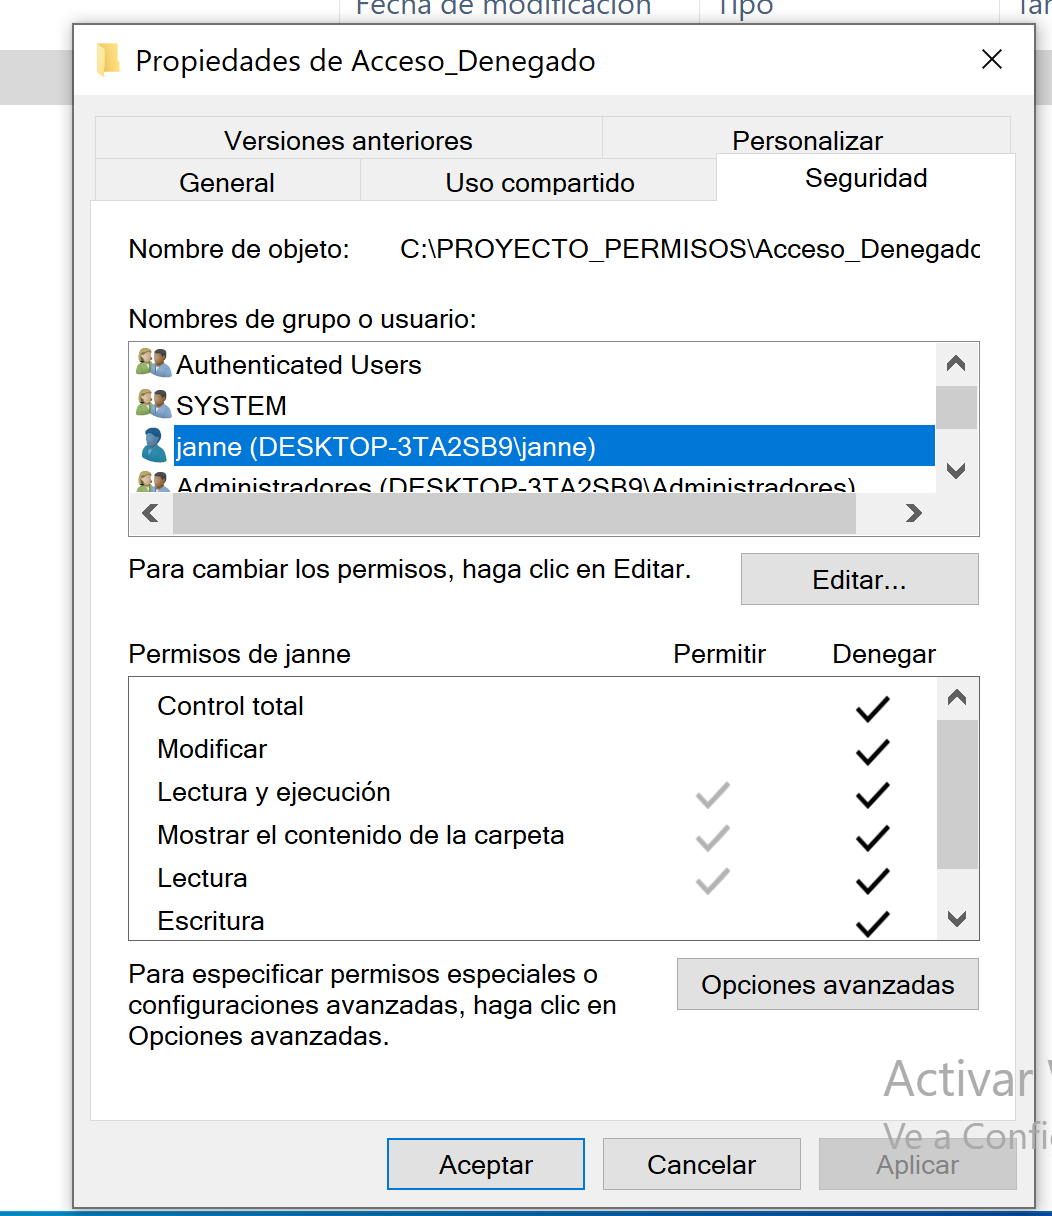 Fecha de modificación Tipo
Propiedades de Acceso_Denegado
Versiones anteriores Personalizar
General Uso compartido Seguridad
Nombre de objeto: C:\PROYECTO_PERMISOS\Acceso_Denegado
Nombres de grupo o usuario:
Authenticated Users
SYSTEM
janne (DESKTOP-3TA2SB9\janne)
Administradores (DESKTOP-3TA2SB9\Administradores)
Para cambiar los permisos, haga clic en Editar.
Editar...
Permisos de janne Permitir Denegar
Control total
Modificar
Lectura y ejecución
Mostrar el contenido de la carpeta
Lectura
Escritura
Para especificar permisos especiales o
configuraciones avanzadas, haga clic en
Opciones avanzadas.
Opciones avanzadas
Activar
Ve a
Aceptar Cancelar Aplicar